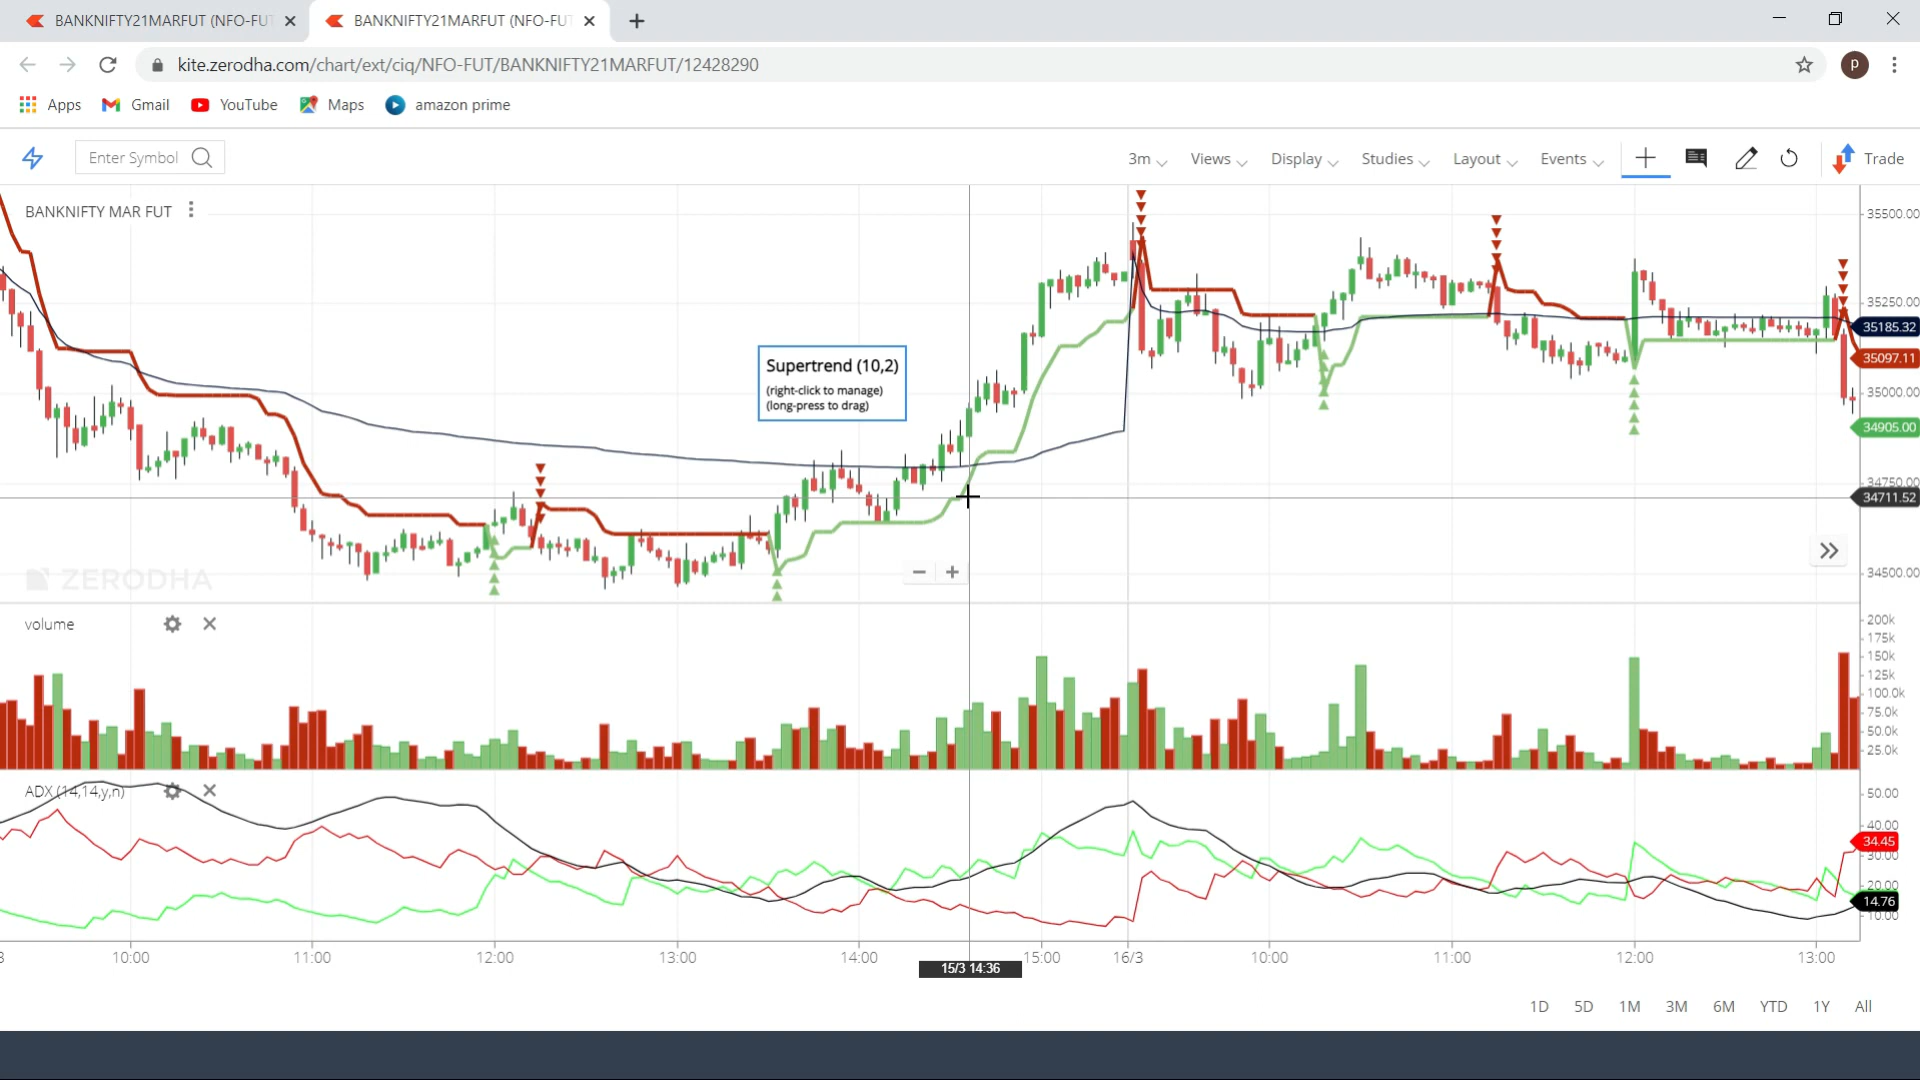 BANKNIFTY21MARFUT (NFO-FUT
BANKNIFTY21MARFUT (NFO-FUT
kite.zerodha.com/chart/ext/ciq/NFO-FUT/BANKNIFTY21MARFUT/12428290
P
Apps
Gmail
YouTube
Maps
amazon prime
Enter Symbol
3m
Views
Display
Studies
Layout
Events
Trade
BANKNIFTY MAR FUT
35500.00
35250.00
35185.32
35097.11
35000.00
34905.00
34750.00
34711.52
34500.00
Supertrend (10,2)
(right-click to manage)
(long-press to drag)
ZERODHA
volume
200k
175k
150k
125k
100.0k
75.0k
50.0k
25.0k
ADX (14,14,y,n)
50.00
40.00
34.45
30.00
20.00
14.76
10.00
10:00
11:00
12:00
13:00
14:00
15/3 14:36
15:00
16/3
10:00
11:00
12:00
13:00
1D
5D
1M
3M
6M
YTD
1Y
All